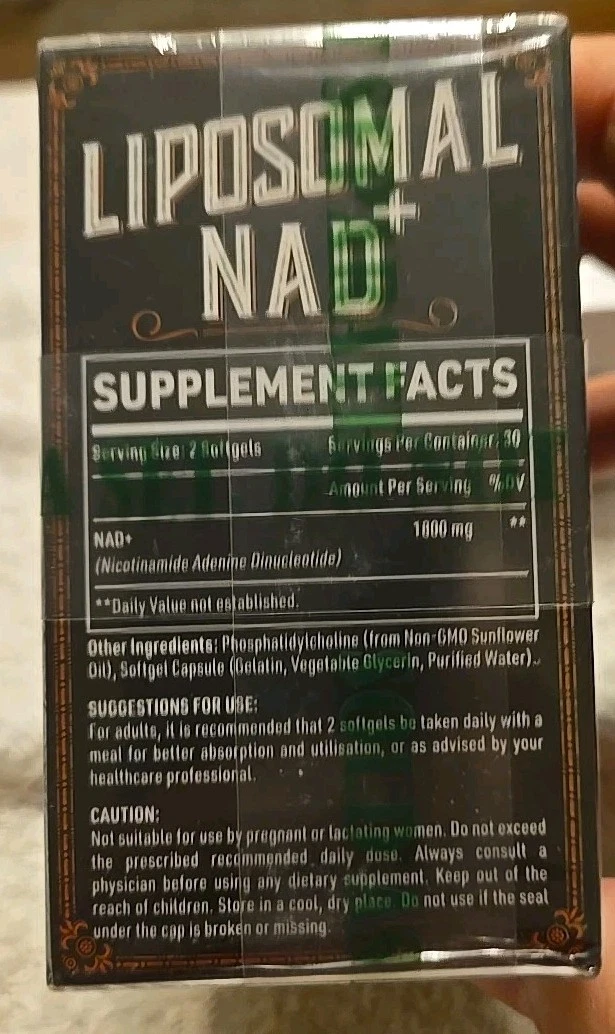 LIPOSOMAL
NAD+
SUPPLEMENT FACTS
Serving Size: 2 Softgels Servings Per Container: 30
Amount Per Serving %DV
NAD+ 1800 mg **
(Nicotinamide Adenine Dinucleotide)
**Daily Value not established.
Other Ingredients: Phosphatidylcholine (from Non-GMO Sunflower
Oil), Softgel Capsule (Gelatin, Vegetable Glycerin, Purified Water).
SUGGESTIONS FOR USE:
For adults, it is recommended that 2 softgels be taken daily with a
meal for better absorption and utilisation, or as advised by your
healthcare professional.
CAUTION:
Not suitable for use by pregnant or lactating women. Do not exceed
the prescribed recommended daily dose. Always consult a
physician before using any dietary supplement. Keep out of the
reach of children. Store in a cool, dry place. Do not use if the seal
under the cap is broken or missing.